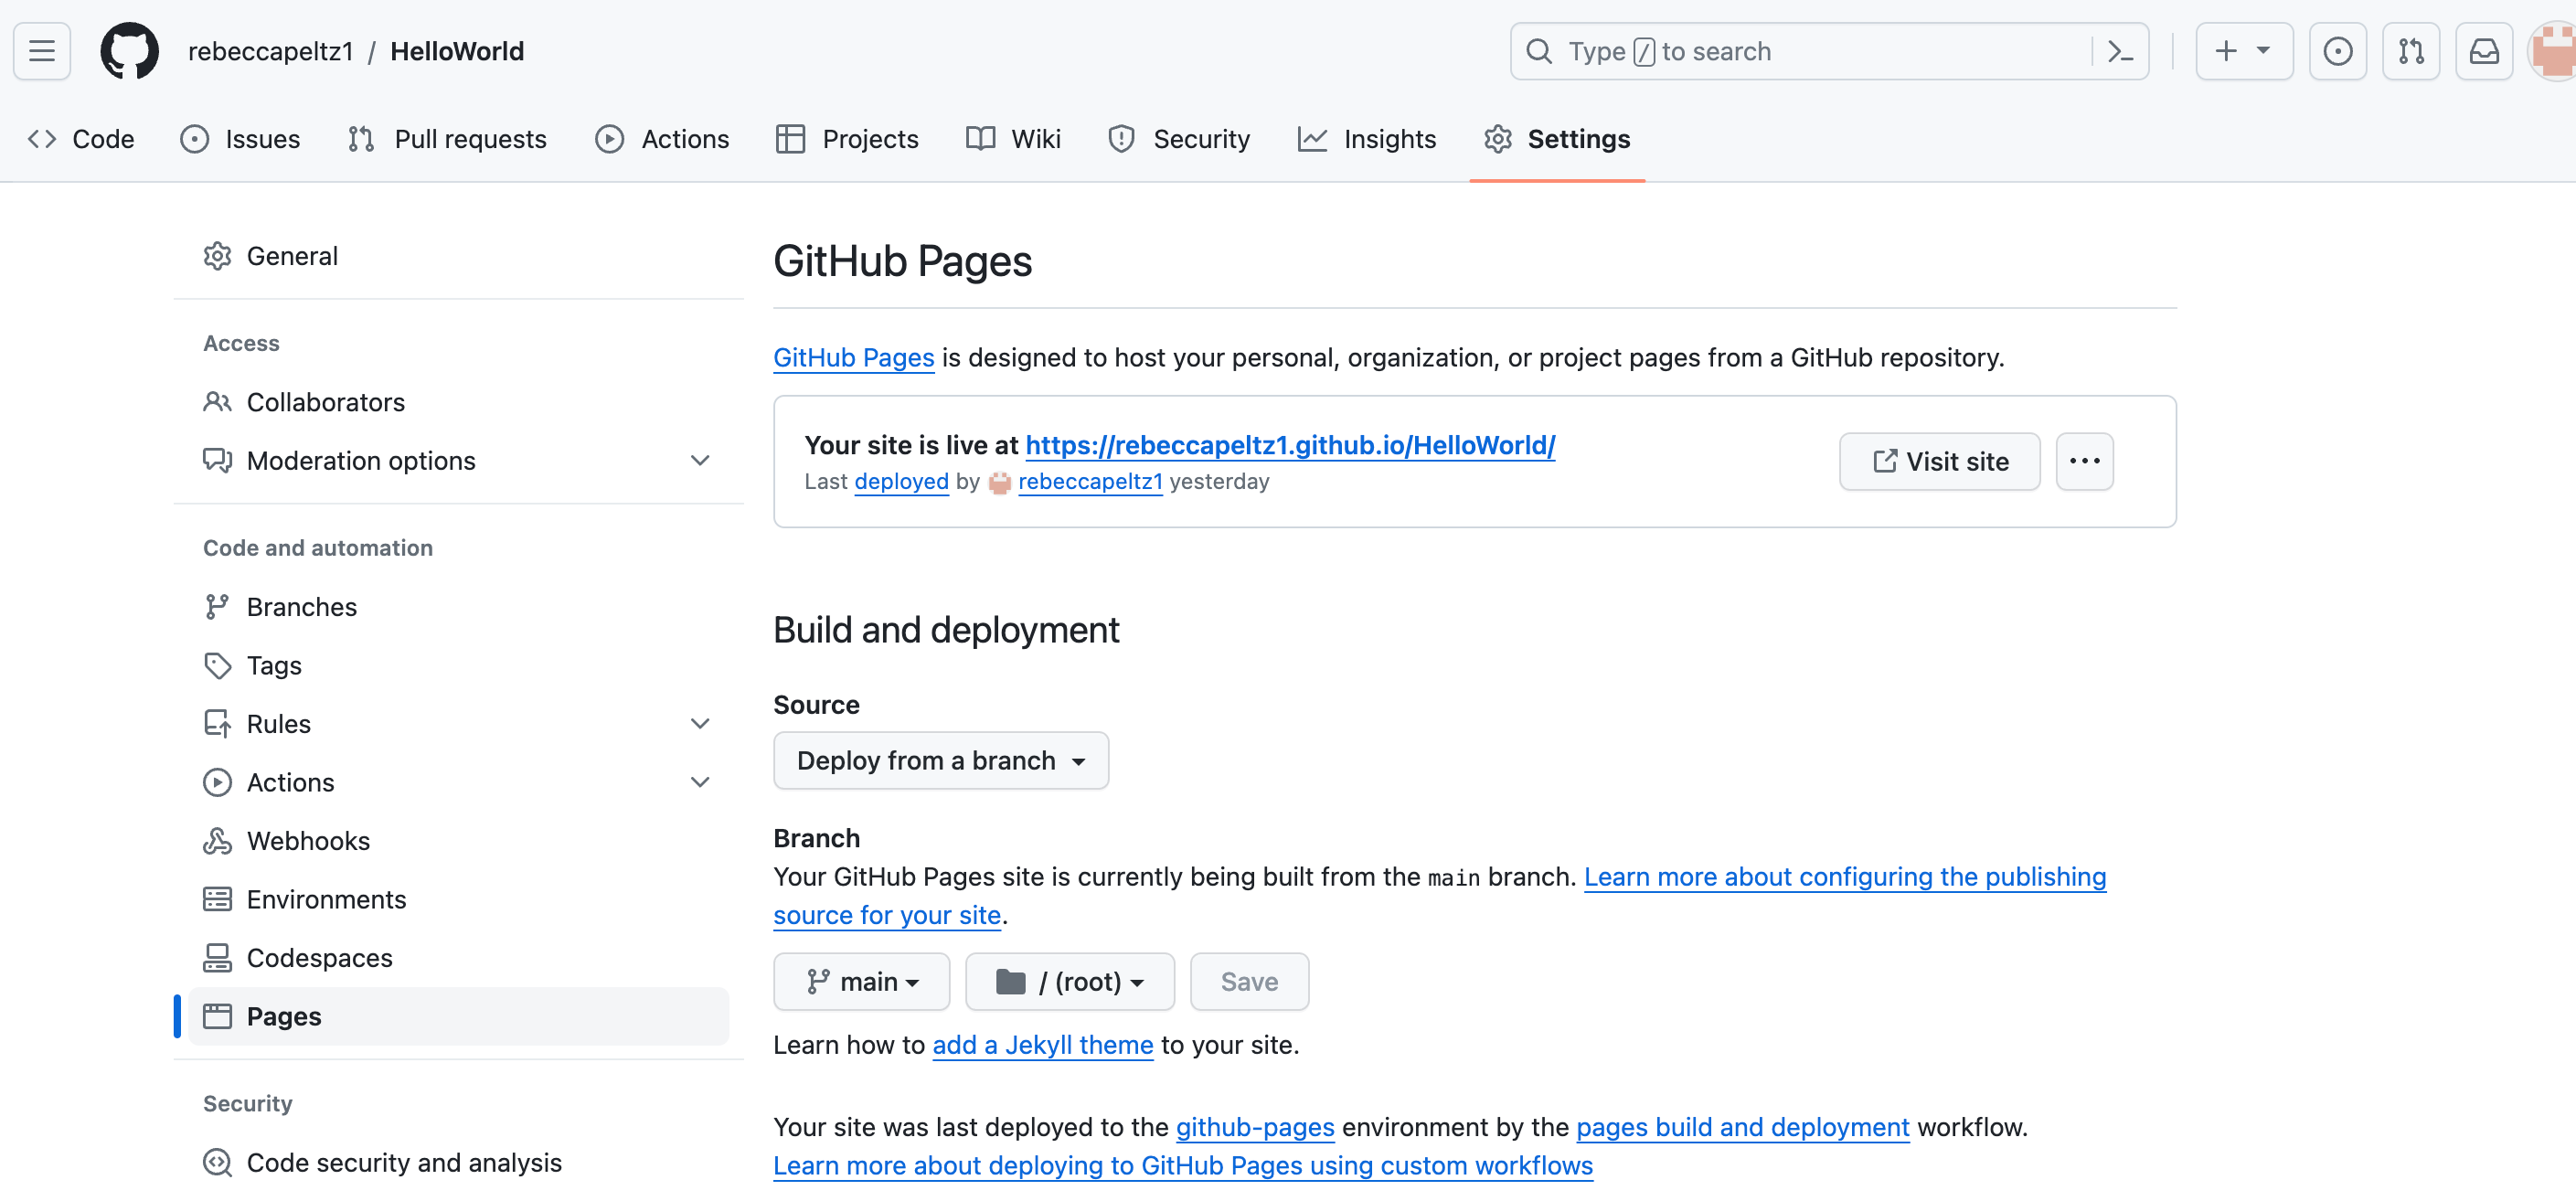 rebeccapeltz1 / HelloWorld
Type / to search
Code Issues Pull requests Actions Projects Wiki Security Insights Settings
General
Access
Collaborators
Moderation options
Code and automation
Branches
Tags
Rules
Actions
Webhooks
Environments
Codespaces
Pages
Security
Code security and analysis
GitHub Pages
GitHub Pages is designed to host your personal, organization, or project pages from a GitHub repository.
Your site is live at https://rebeccapeltz1.github.io/HelloWorld/
Last deployed by rebeccapeltz1 yesterday
Visit site
Build and deployment
Source
Deploy from a branch
Branch
Your GitHub Pages site is currently being built from the main branch. Learn more about configuring the publishing
source for your site.
main / (root) Save
Learn how to add a Jekyll theme to your site.
Your site was last deployed to the github-pages environment by the pages build and deployment workflow.
Learn more about deploying to GitHub Pages using custom workflows